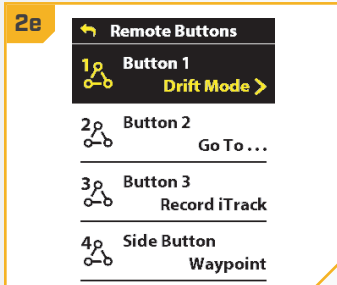 2e
Remote Buttons
1 Button 1
Drift Mode >
2 Button 2
Go To...
3 Button 3
Record iTrack
4 Side Button
Waypoint